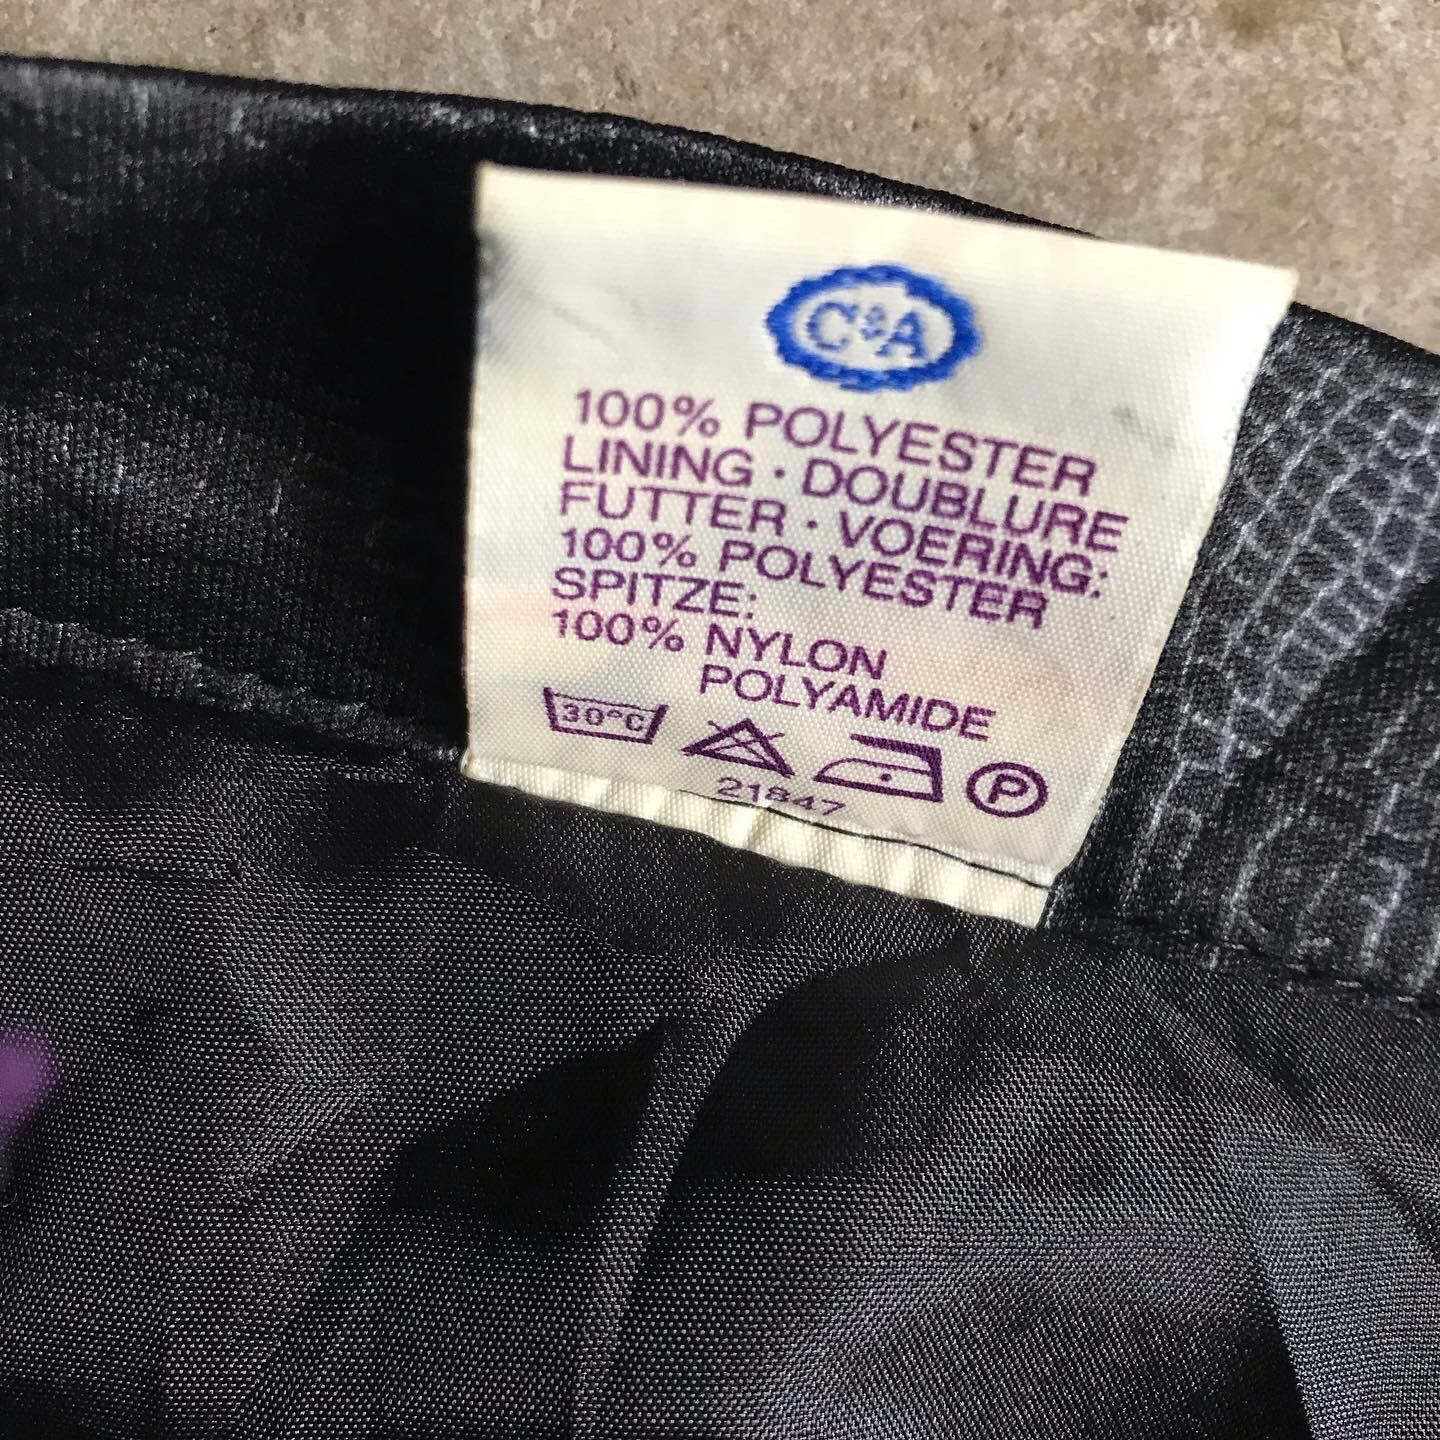 C&A
100% POLYESTER
LINING · DOUBLURE
FUTTER · VOERING:
100% POLYESTER
SPITZE:
100% NYLON
POLYAMIDE
30°C
P
21847